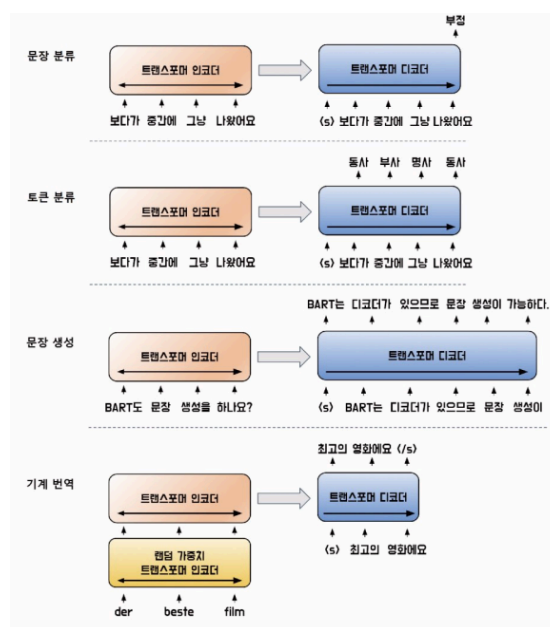 부정
문장 분류
트랜스포머 인코더
트랜스포머 디코더
보다가 중간에 그냥 나왔어요
⟨s⟩ 보다가 중간에 그냥 나왔어요
동사 부사 명사 동사
토큰 분류
트랜스포머 인코더
트랜스포머 디코더
보다가 중간에 그냥 나왔어요
⟨s⟩ 보다가 중간에 그냥 나왔어요
BART는 디코더가 있으므로 문장 생성이 가능하다.
문장 생성
트랜스포머 인코더
트랜스포머 디코더
BART도 문장 생성을 하나요?
⟨s⟩ BART는 디코더가 있으므로 문장 생성이
최고의 영화에요 ⟨/s⟩
기계 번역
트랜스포머 인코더
트랜스포머 디코더
⟨s⟩ 최고의 영화에요
랜덤 가중치
트랜스포머 인코더
der beste film